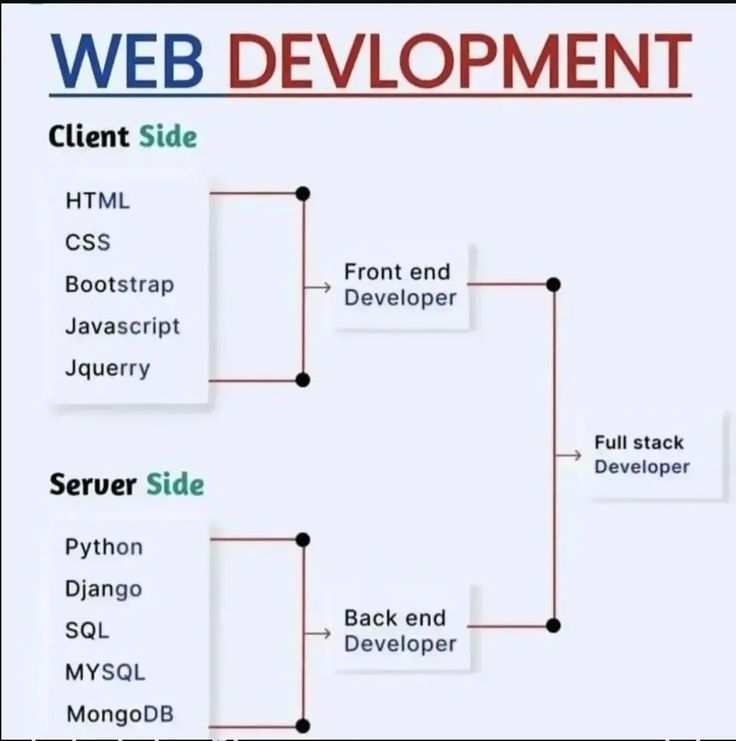 WEB DEVLOPMENT
Client Side
HTML
CSS
Bootstrap
Javascript
Jquerry
Front end
Developer
Full stack
Developer
Server Side
Python
Django
SQL
MYSQL
MongoDB
Back end
Developer